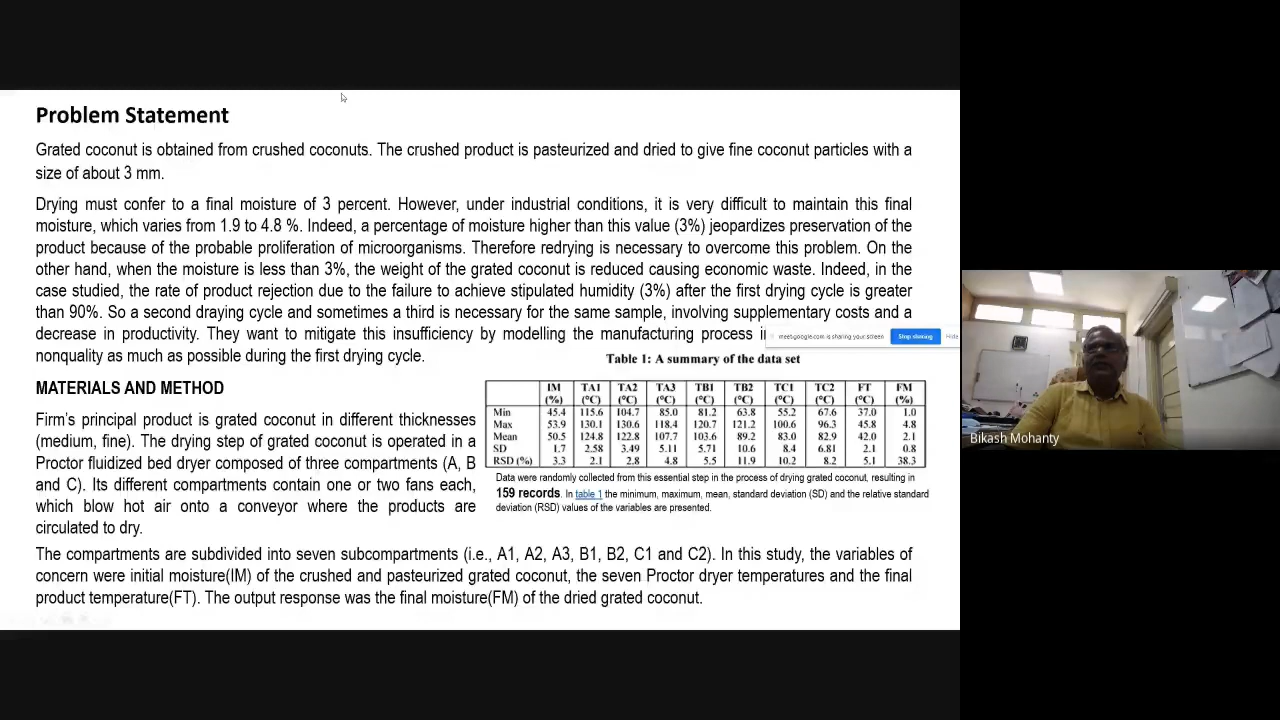 Problem Statement
Grated coconut is obtained from crushed coconuts. The crushed product is pasteurized and dried to give fine coconut particles with a
size of about 3 mm.
Drying must confer to a final moisture of 3 percent. However, under industrial conditions, it is very difficult to maintain this final
moisture, which varies from 1.9 to 4.8 %. Indeed, a percentage of moisture higher than this value (3%) jeopardizes preservation of the
product because of the probable proliferation of microorganisms. Therefore redrying is necessary to overcome this problem. On the
other hand, when the moisture is less than 3%, the weight of the grated coconut is reduced causing economic waste. Indeed, in the
case studied, the rate of product rejection due to the failure to achieve stipulated humidity (3%) after the first drying cycle is greater
than 90%. So a second draying cycle and sometimes a third is necessary for the same sample, involving supplementary costs and a
decrease in productivity. They want to mitigate this insufficiency by modelling the manufacturing process
nonquality as much as possible during the first drying cycle.
meet.google.com is sharing your screen Stop sharing Hide
Table 1: A summary of the data set
MATERIALS AND METHOD
Firm's principal product is grated coconut in different thicknesses
(medium, fine). The drying step of grated coconut is operated in a
Proctor fluidized bed dryer composed of three compartments (A, B
and C). Its different compartments contain one or two fans each,
which blow hot air onto a conveyor where the products are
circulated to dry.
IM TA1 TA2 TA3 TB1 TB2 TC1 TC2 FT FM
(%) (°C) (°C) (°C) (°C) (°C) (°C) (°C) (°C) (%)
Min 45.4 115.6 104.7 85.0 81.2 63.8 55.2 67.6 37.0 1.0
Max 53.9 130.1 130.6 118.4 120.7 121.2 100.6 96.3 45.8 4.8
Mean 50.5 124.8 122.8 107.7 103.6 89.2 83.0 82.9 42.0 2.1
SD 1.7 2.58 3.49 5.11 5.71 10.6 8.4 6.81 2.1 0.8
RSD (%) 3.3 2.1 2.8 4.8 5.5 11.9 10.2 8.2 5.1 38.3
Data were randomly collected from this essential step in the process of drying grated coconut, resulting in
159 records. In table 1 the minimum, maximum, mean, standard deviation (SD) and the relative standard
deviation (RSD) values of the variables are presented.
The compartments are subdivided into seven subcompartments (i.e., A1, A2, A3, B1, B2, C1 and C2). In this study, the variables of
concern were initial moisture(IM) of the crushed and pasteurized grated coconut, the seven Proctor dryer temperatures and the final
product temperature(FT). The output response was the final moisture(FM) of the dried grated coconut.
Bikash Mohanty